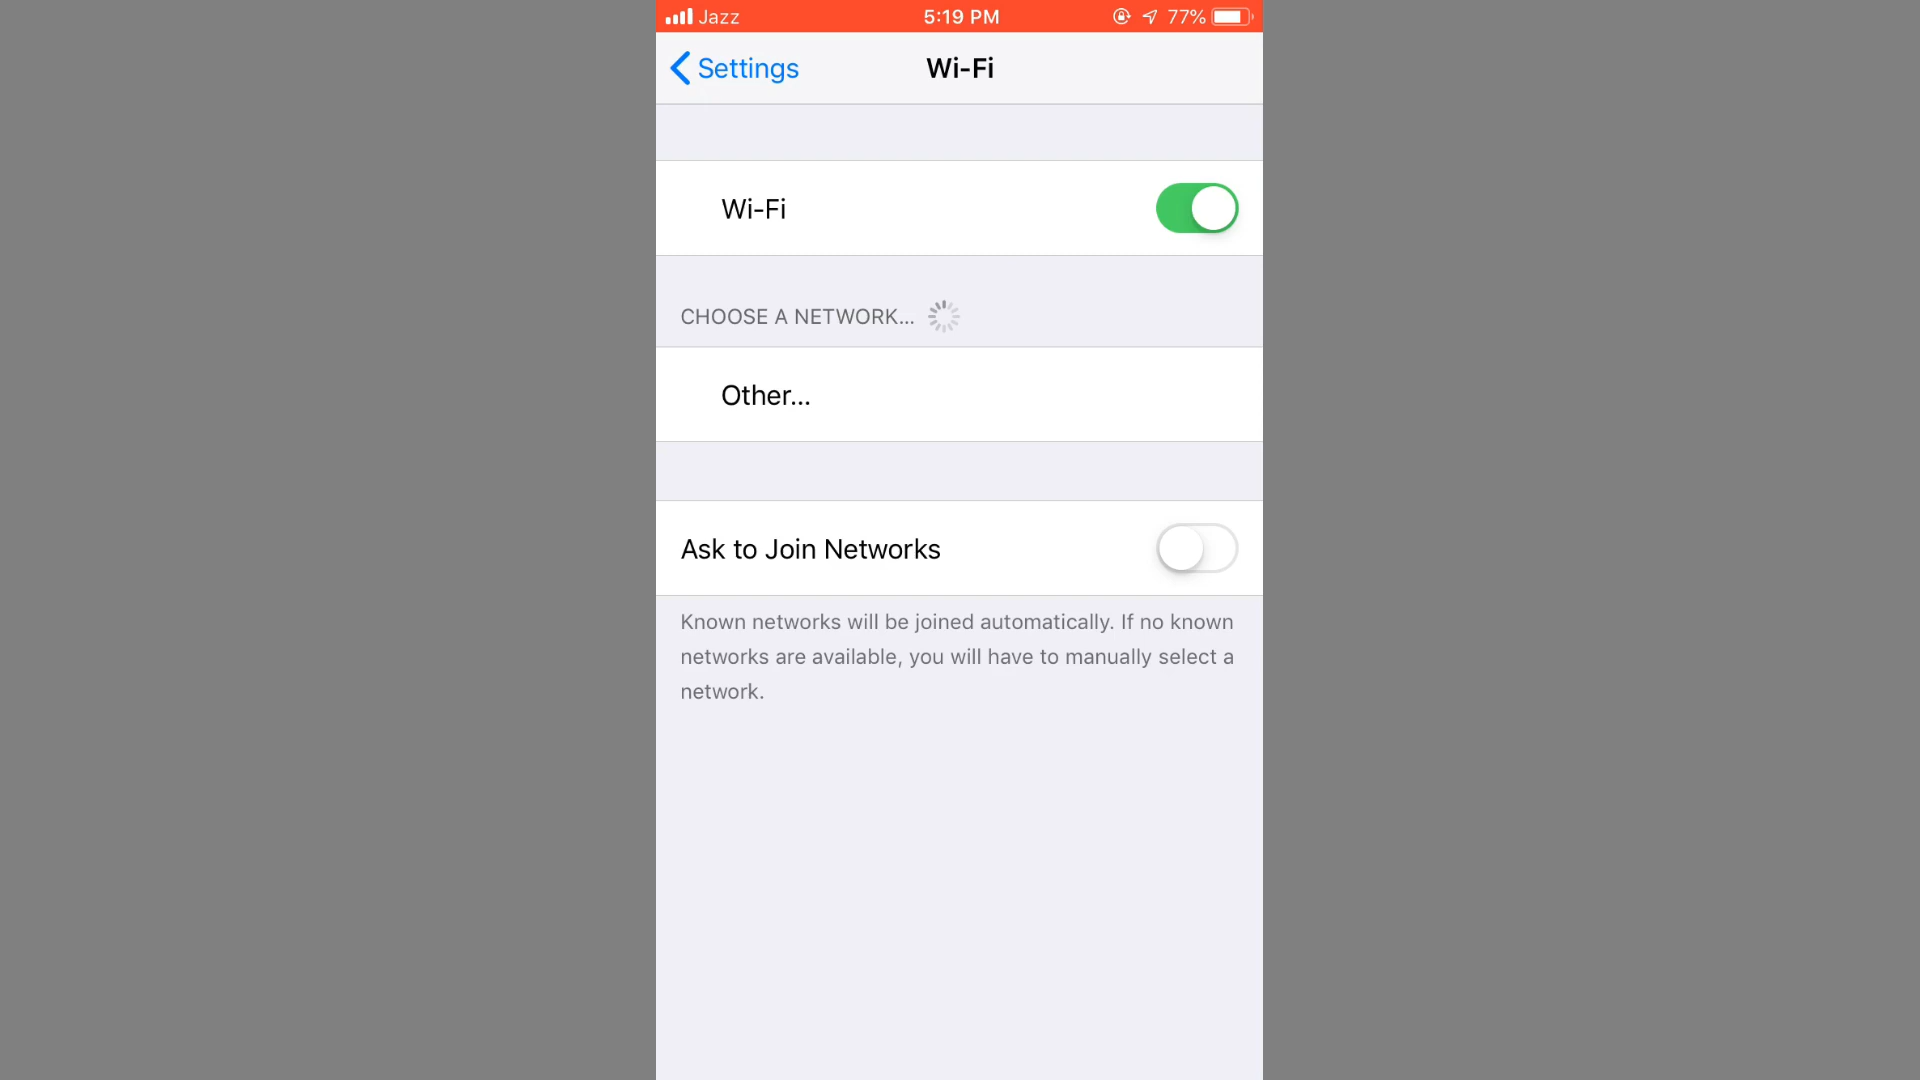 Jazz 5:19 PM 77%
Settings Wi-Fi
Wi-Fi
CHOOSE A NETWORK...
Other...
Ask to Join Networks
Known networks will be joined automatically. If no known
networks are available, you will have to manually select a
network.